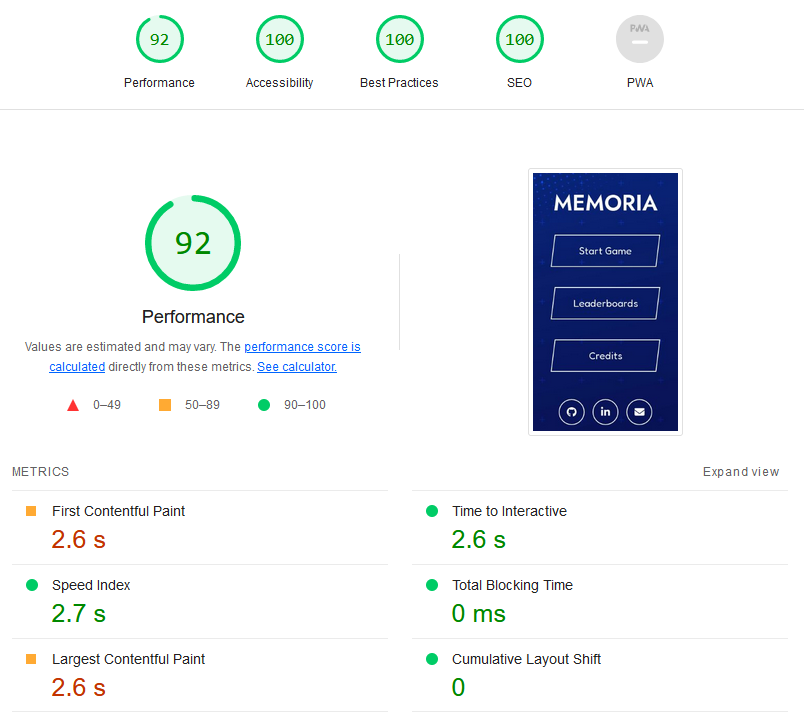 92
100
100
100
PWA
Performance
Accessibility
Best Practices
SEO
PWA
92
Performance
Values are estimated and may vary. The performance score is
calculated directly from these metrics. See calculator.
0–49
50–89
90–100
MEMORIA
Start Game
Leaderboards
Credits
in
METRICS
Expand view
First Contentful Paint
2.6 s
Time to Interactive
2.6 s
Speed Index
2.7 s
Total Blocking Time
0 ms
Largest Contentful Paint
2.6 s
Cumulative Layout Shift
0